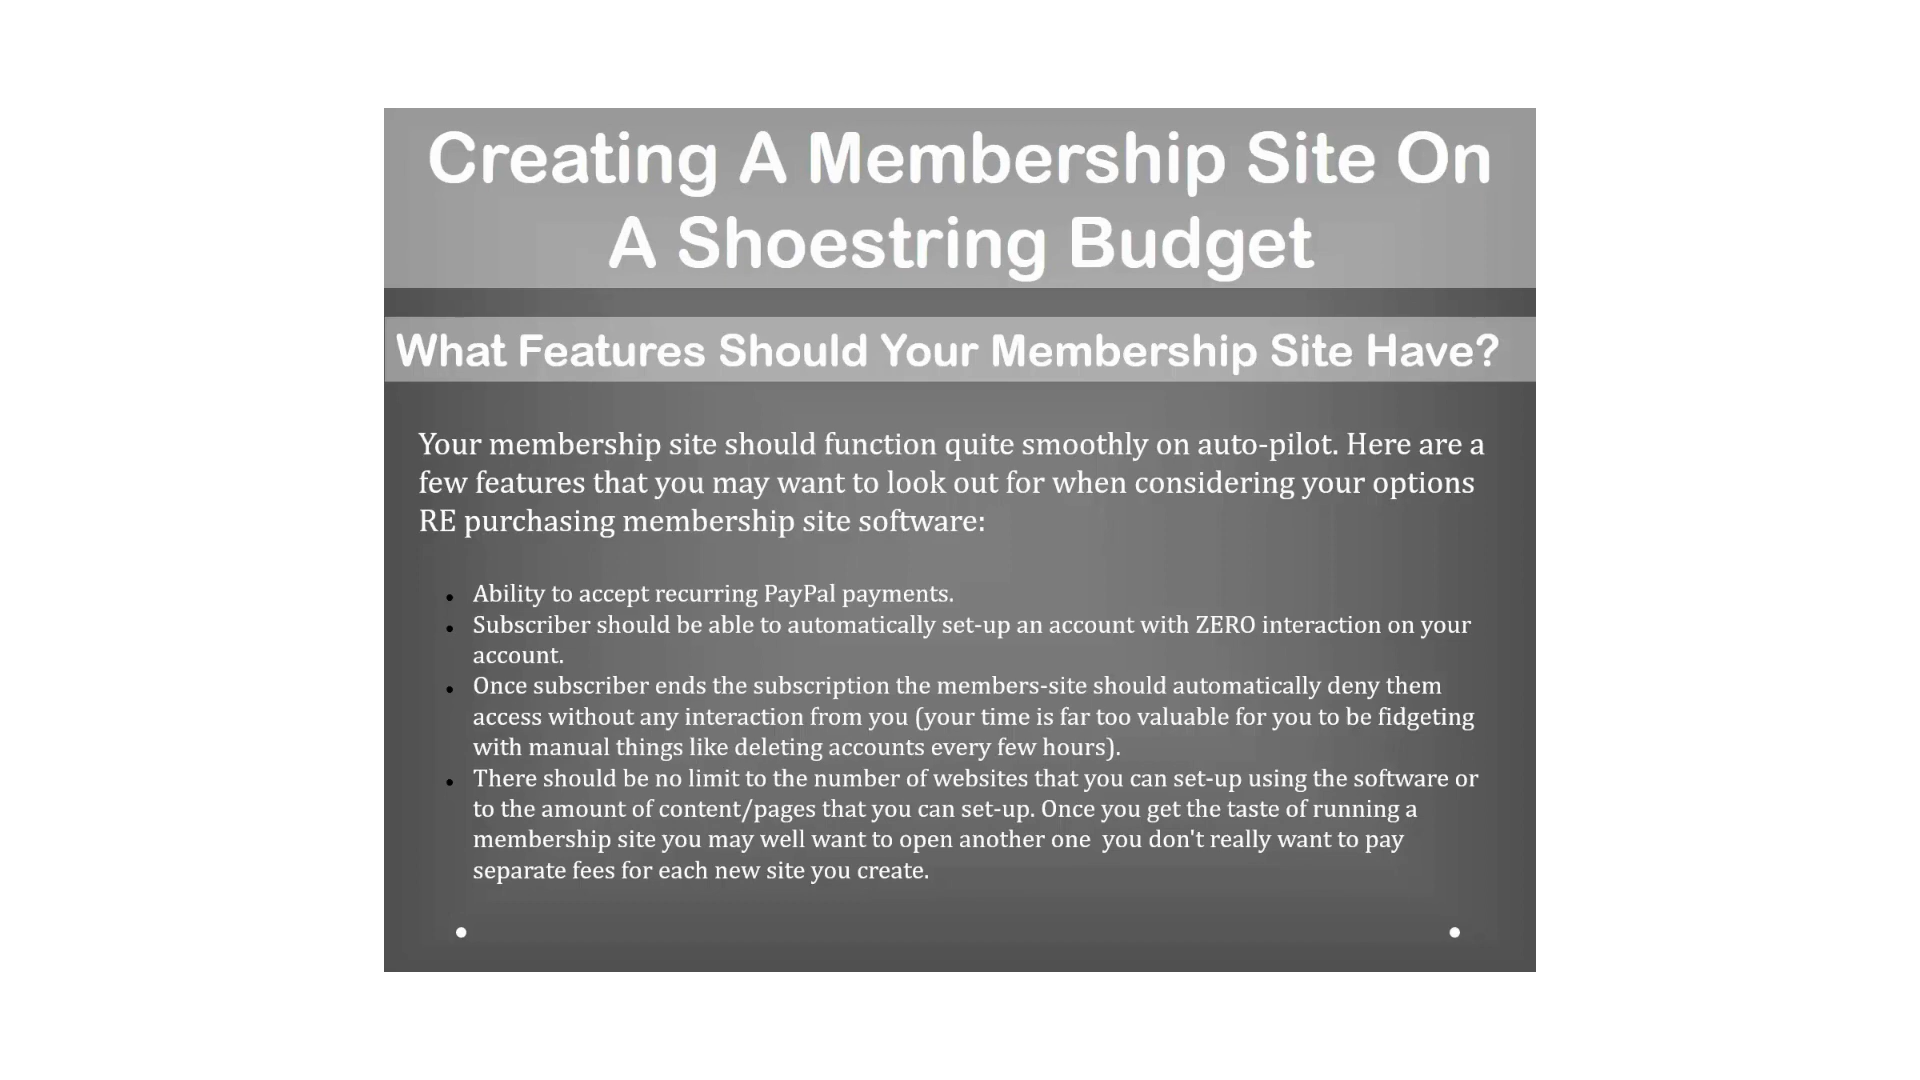 Creating A Membership Site On
A Shoestring Budget
What Features Should Your Membership Site Have?
Your membership site should function quite smoothly on auto-pilot. Here are a
few features that you may want to look out for when considering your options
RE purchasing membership site software:
• Ability to accept recurring PayPal payments.
• Subscriber should be able to automatically set-up an account with ZERO interaction on your
account.
• Once subscriber ends the subscription the members-site should automatically deny them
access without any interaction from you (your time is far too valuable for you to be fidgeting
with manual things like deleting accounts every few hours).
• There should be no limit to the number of websites that you can set-up using the software or
to the amount of content/pages that you can set-up. Once you get the taste of running a
membership site you may well want to open another one  you don't really want to pay
separate fees for each new site you create.